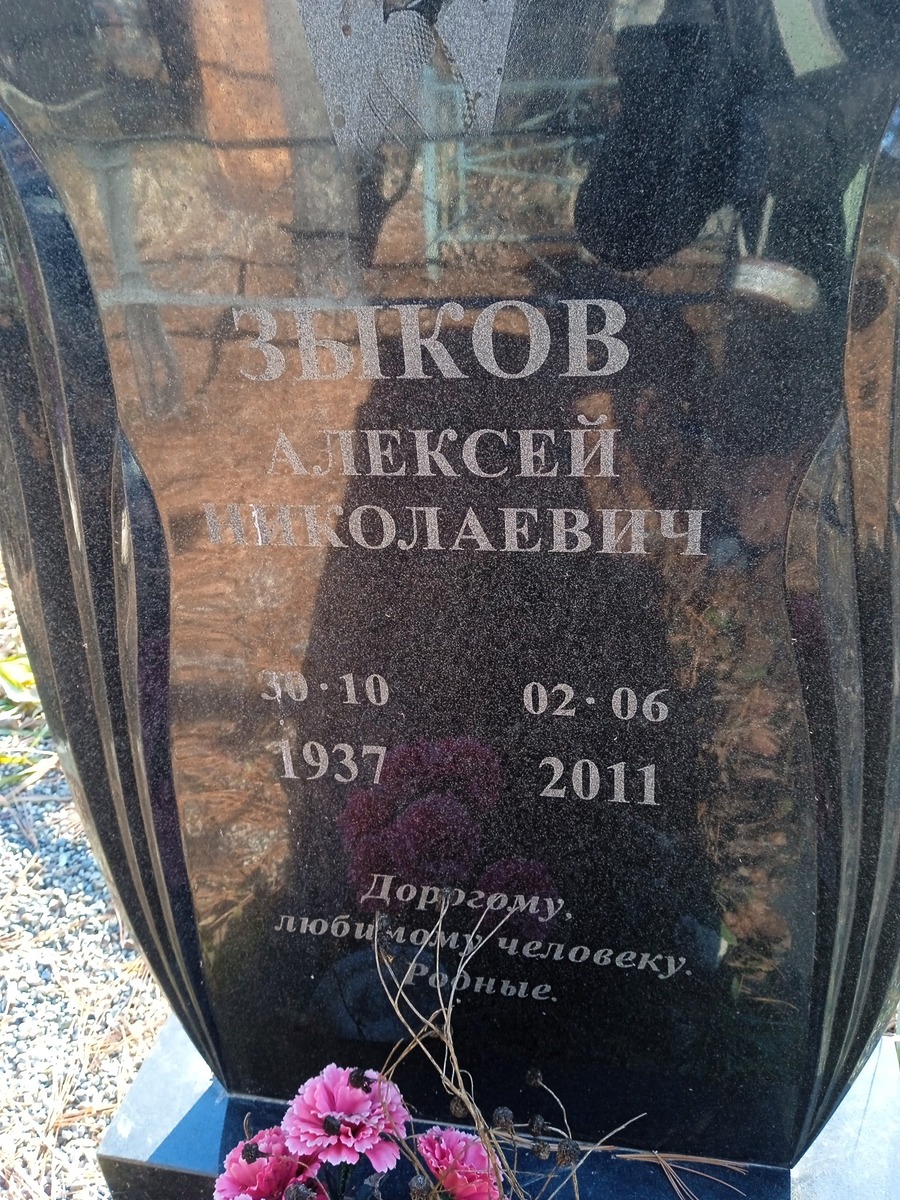 ЗЫКОВ
АЛЕКСЕЙ
НИКОЛАЕВИЧ
30·10 02·06
1937 2011
Дорогому,
любимому человеку.
Родные.